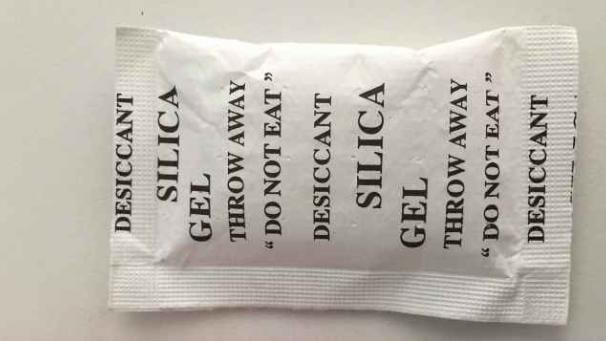 DESICCANT
SILICA
GEL
THROW AWAY
“ DO NOT EAT ”
DESICCANT
SILICA
GEL
THROW AWAY
“ DO NOT EAT ”
DESICCANT